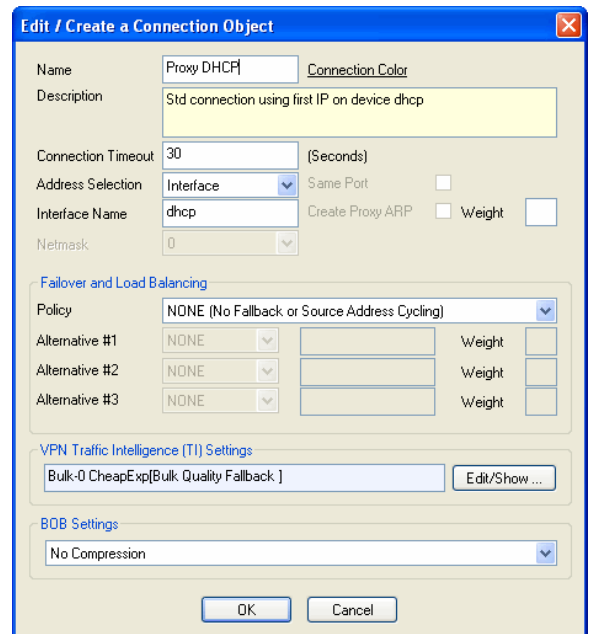 Edit / Create a Connection Object
Name Proxy DHCP Connection Color
Description Std connection using first IP on device dhcp
Connection Timeout 30 (Seconds)
Address Selection Interface Same Port
Interface Name dhcp Create Proxy ARP Weight
Netmask 0
Failover and Load Balancing
Policy NONE (No Fallback or Source Address Cycling)
Alternative #1 NONE Weight
Alternative #2 NONE Weight
Alternative #3 NONE Weight
VPN Traffic Intelligence (TI) Settings
Bulk-0 CheapExp[Bulk Quality Fallback ] Edit/Show ...
BOB Settings
No Compression
OK Cancel